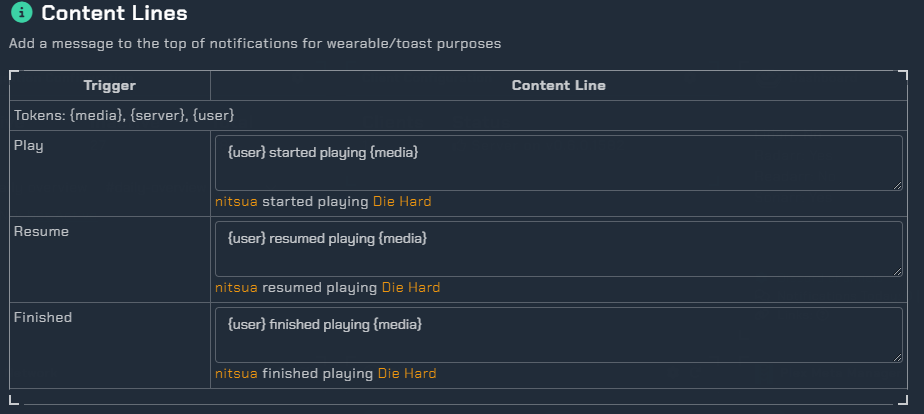 Content Lines
Add a message to the top of notifications for wearable/toast purposes
Trigger Content Line
Tokens: {media}, {server}, {user}
Play
{user} started playing {media}
nitsua started playing Die Hard
Resume
{user} resumed playing {media}
nitsua resumed playing Die Hard
Finished
{user} finished playing {media}
nitsua finished playing Die Hard